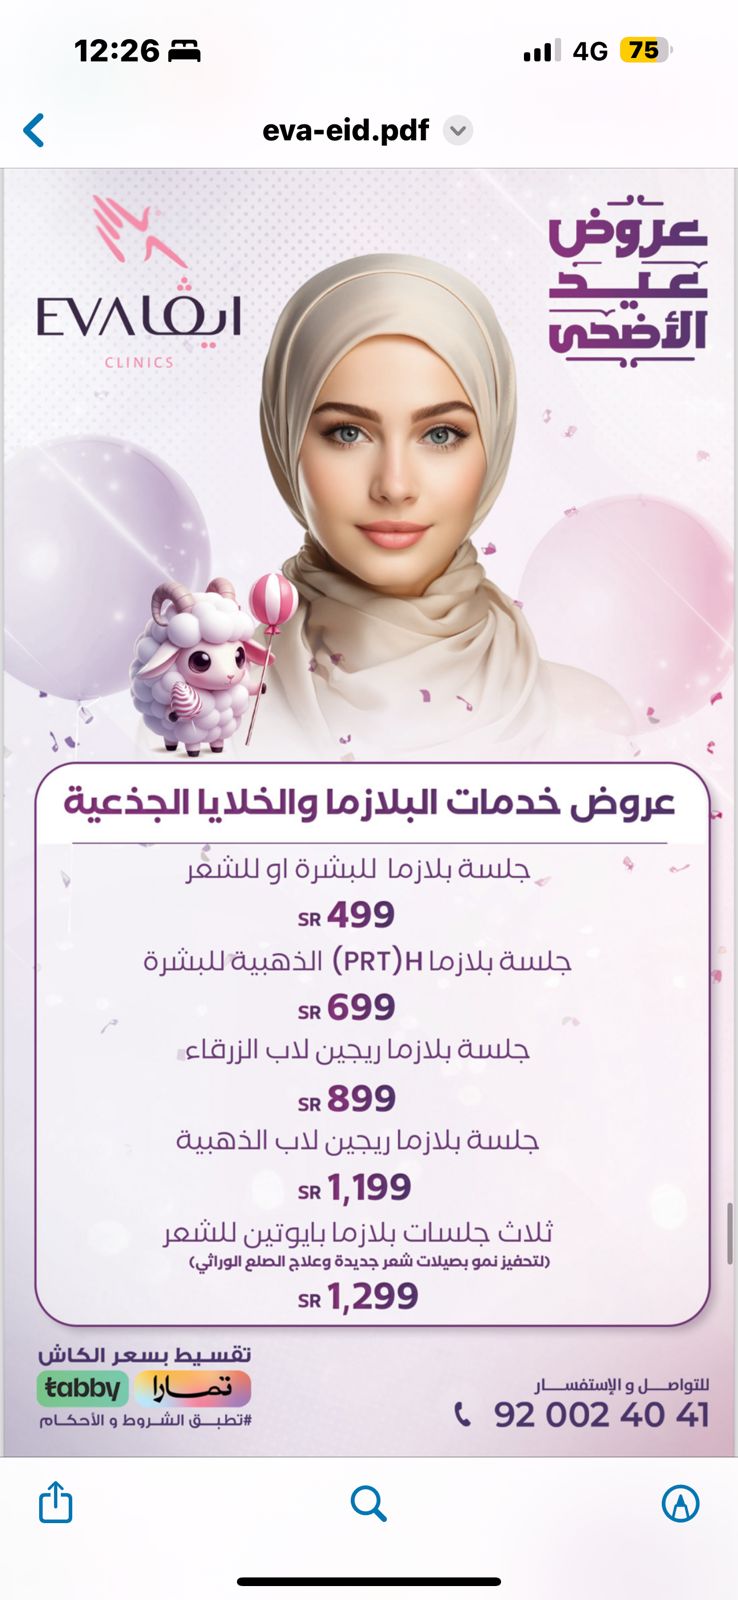 12:26
4G 75
eva-eid.pdf
عروض
عيد
الأضحى
EVA ايڤا
CLINICS
عروض خدمات البلازما والخلايا الجذعية
جلسة بلازما للبشرة او للشعر
SR 499
جلسة بلازما PRT)H) الذهبية للبشرة
SR 699
جلسة بلازما ريجين لاب الزرقاء
SR 899
جلسة بلازما ريجين لاب الذهبية
SR 1,199
ثلاث جلسات بلازما بايوتين للشعر
(لتحفيز نمو بصيلات شعر جديدة وعلاج الصلع الوراثي)
SR 1,299
تقسيط بسعر الكاش
tabby تمارا
#تطبق الشروط و الأحكام
للتواصل و الإستفسار
92 002 40 41